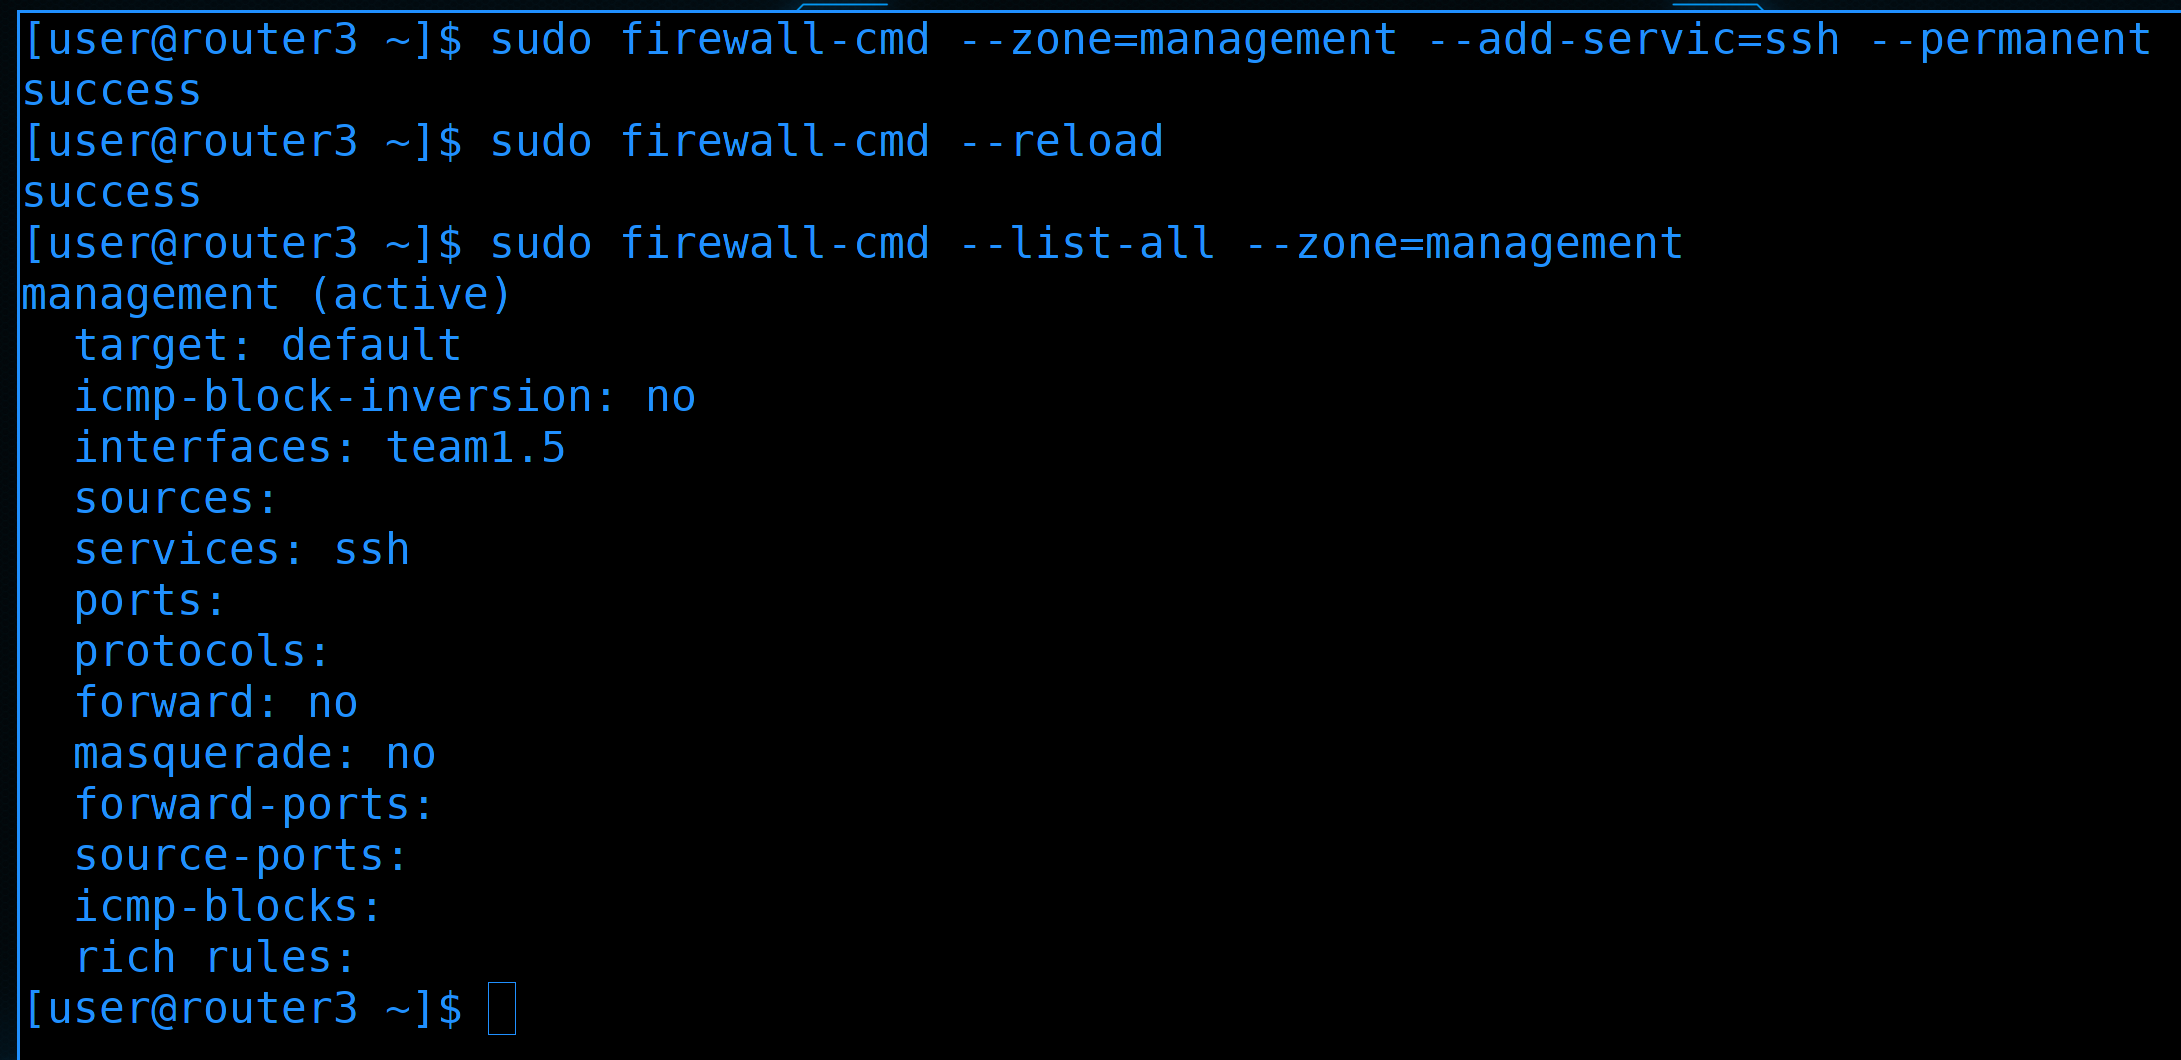 [user@router3 ~]$ sudo firewall-cmd --zone=management --add-servic=ssh --permanent
success
[user@router3 ~]$ sudo firewall-cmd --reload
success
[user@router3 ~]$ sudo firewall-cmd --list-all --zone=management
management (active)
  target: default
  icmp-block-inversion: no
  interfaces: team1.5
  sources:
  services: ssh
  ports:
  protocols:
  forward: no
  masquerade: no
  forward-ports:
  source-ports:
  icmp-blocks:
  rich rules:
[user@router3 ~]$